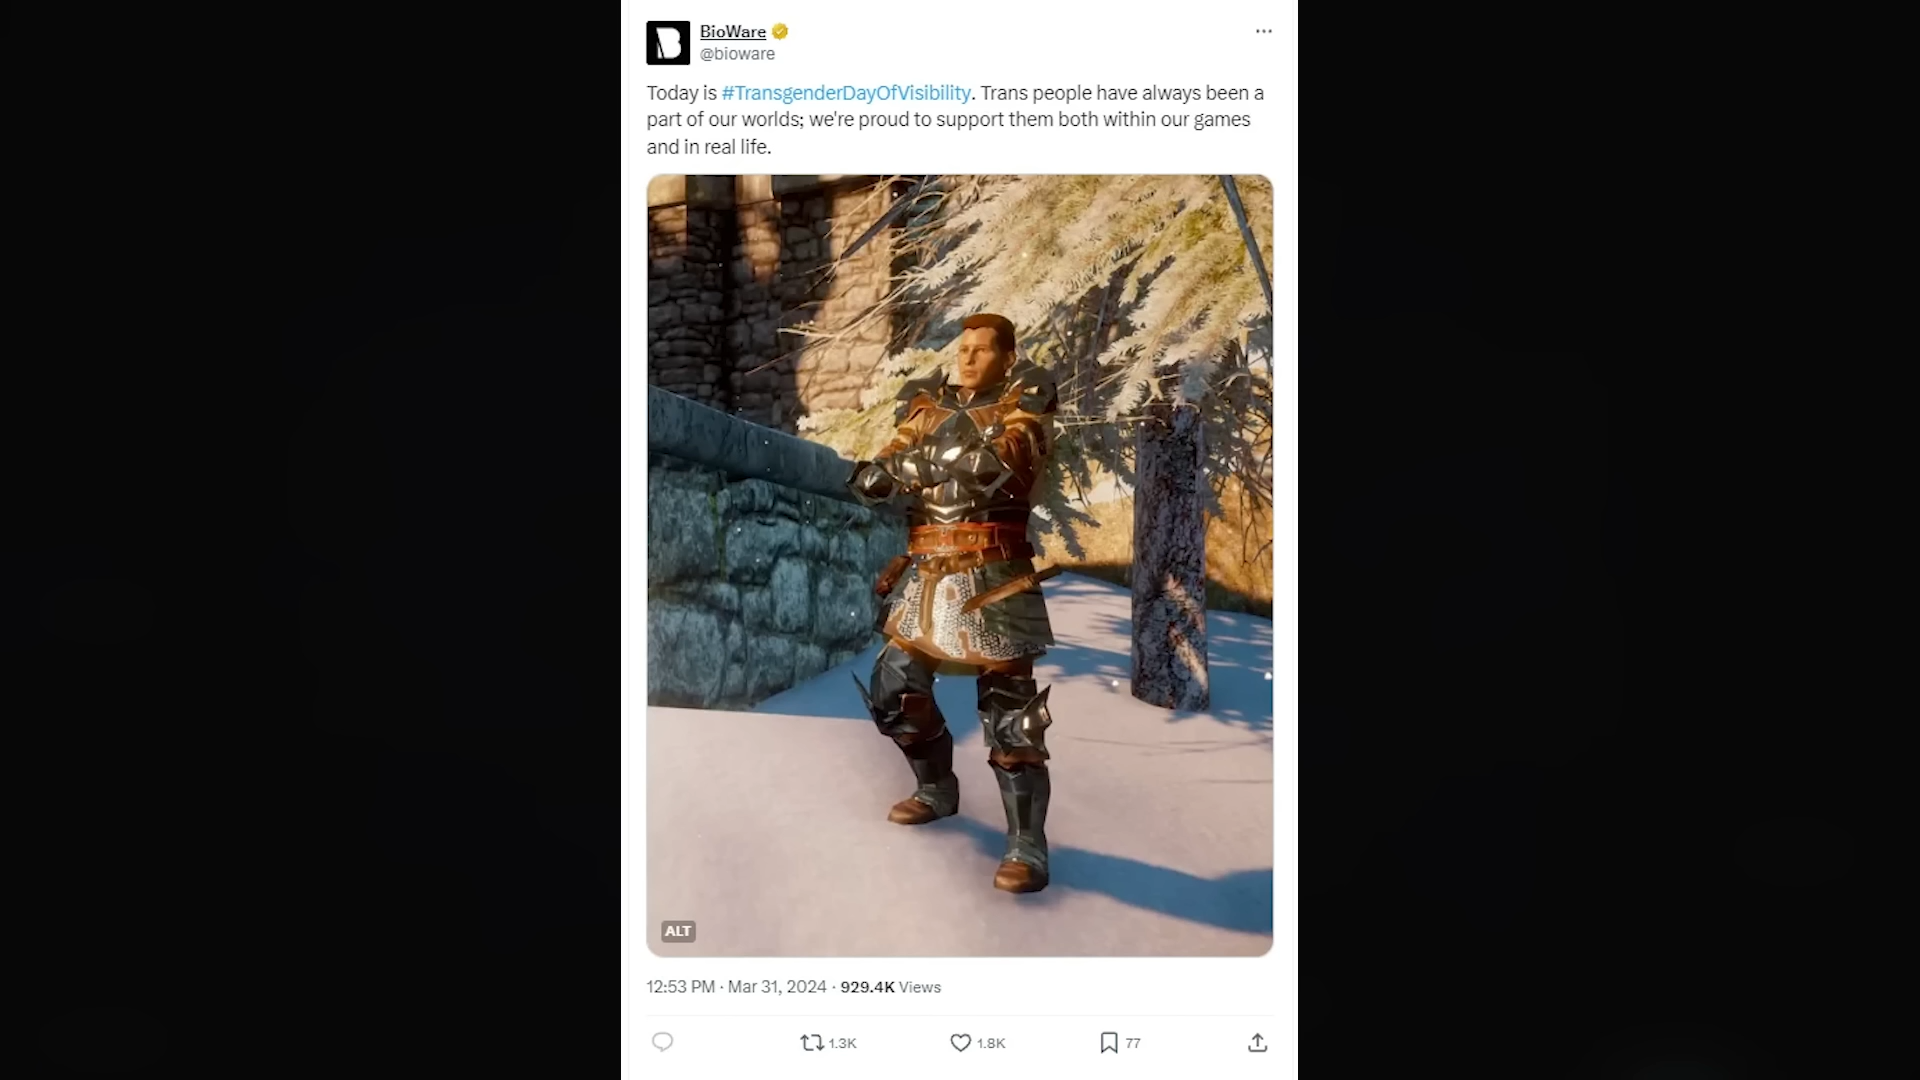 BioWare
@bioware
Today is #TransgenderDayOfVisibility. Trans people have always been a
part of our worlds; we're proud to support them both within our games
and in real life.
ALT
12:53 PM · Mar 31, 2024 · 929.4K Views
1.3K 1.8K 77